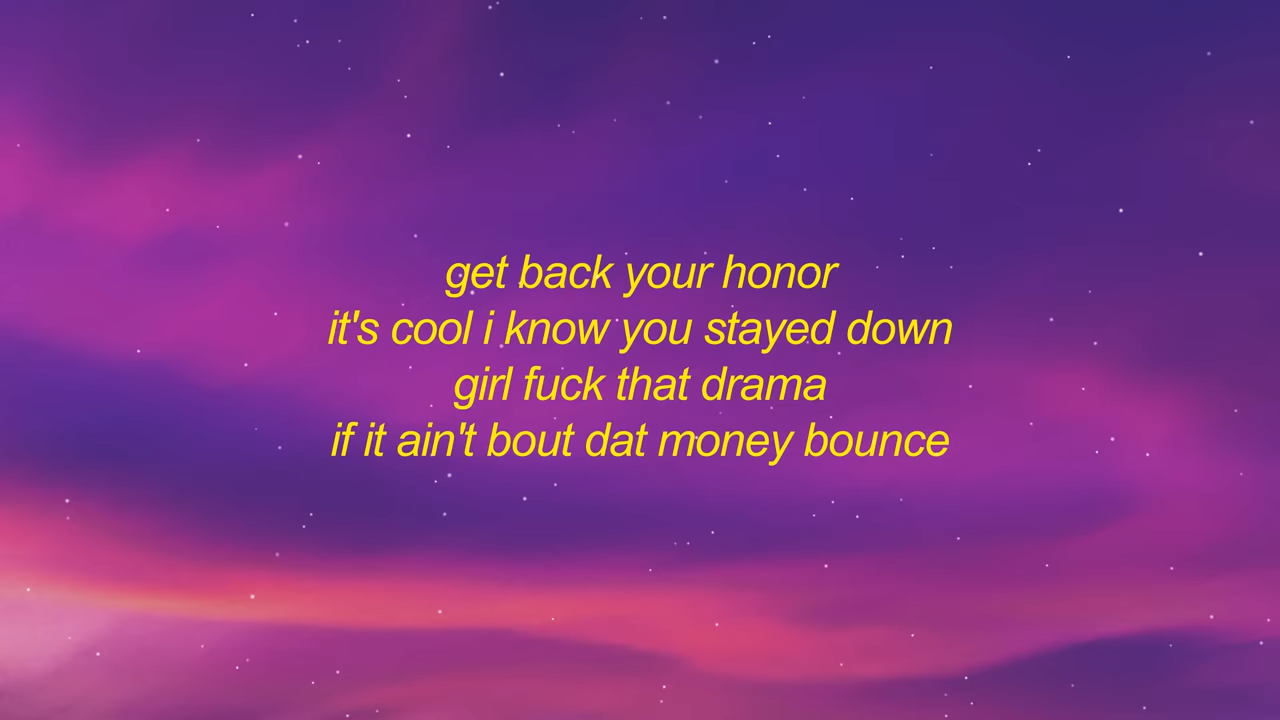 get back your honor
it's cool i know you stayed down
girl fuck that drama
if it ain't bout dat money bounce